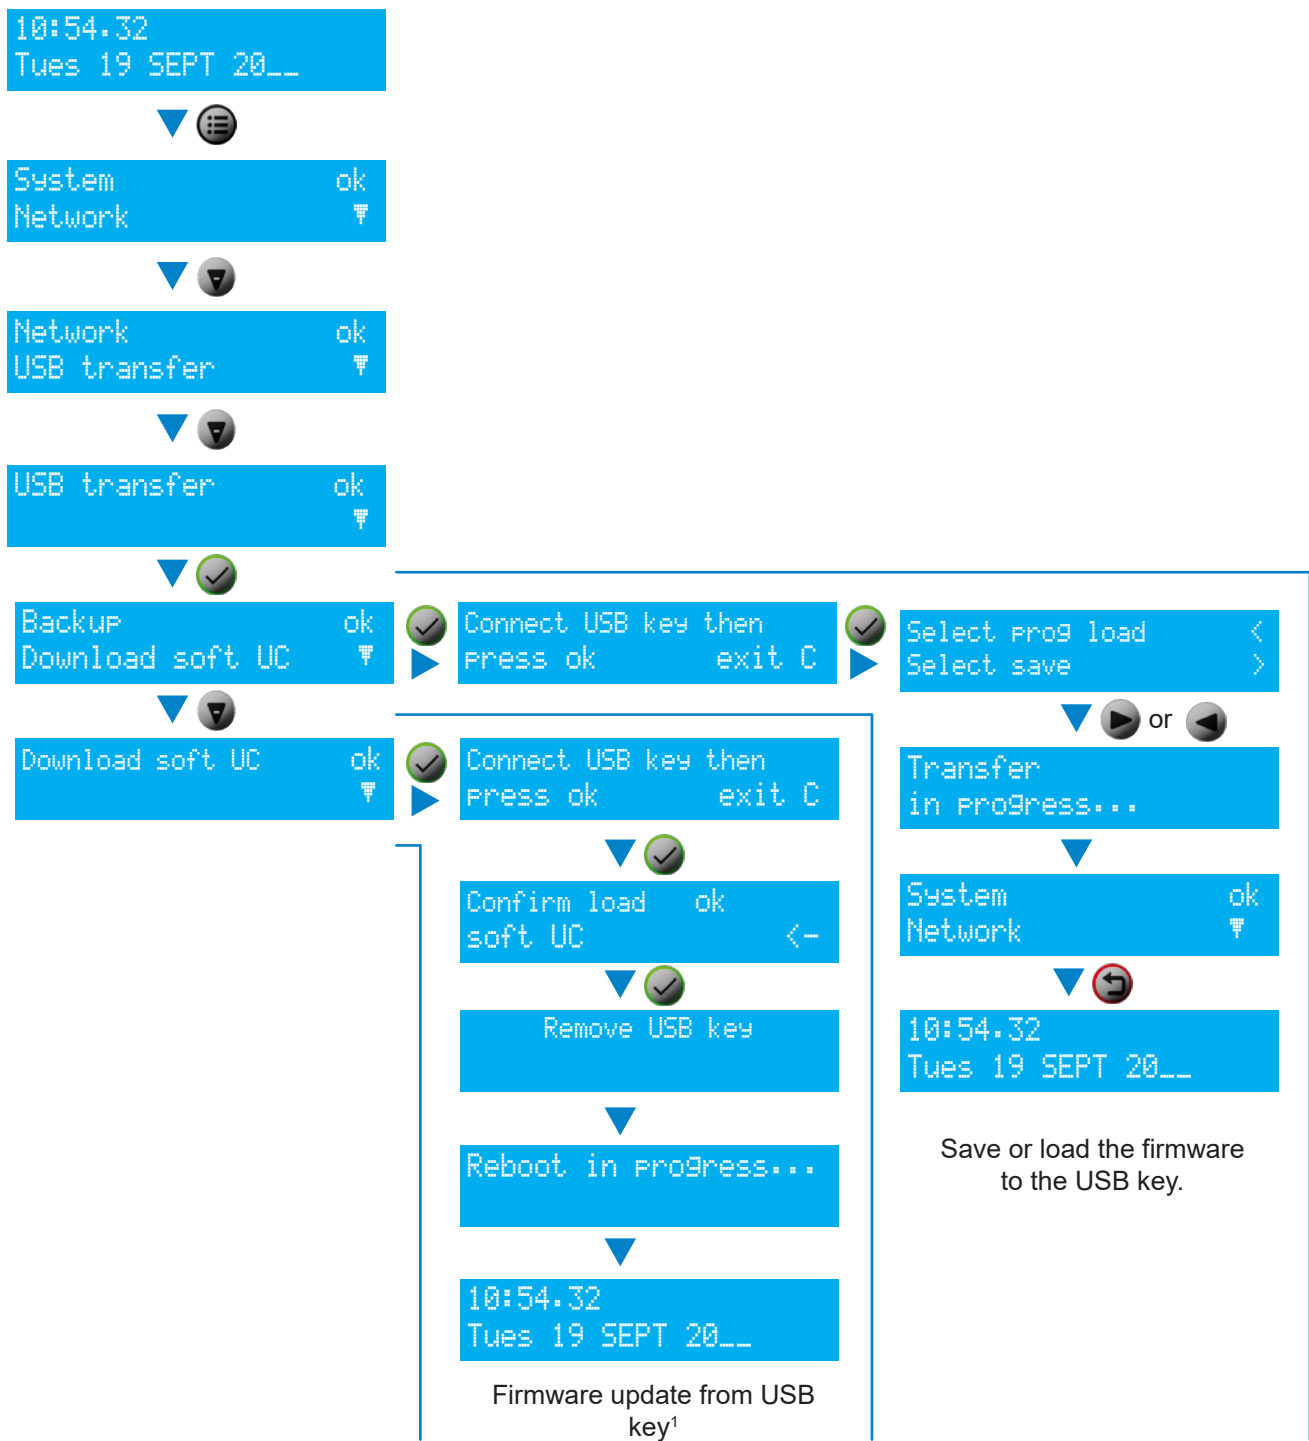 10:54.32
Tues 19 SEPT 20__
System ok
Network
Network ok
USB transfer
USB transfer ok
Backup ok
Download soft UC
Connect USB key then
press ok exit C
Select prog load <
Select save >
or
Transfer
in progress...
System ok
Network
10:54.32
Tues 19 SEPT 20__
Save or load the firmware
to the USB key.
Download soft UC ok
Connect USB key then
press ok exit C
Confirm load ok
soft UC <-
Remove USB key
Reboot in progress...
10:54.32
Tues 19 SEPT 20__
Firmware update from USB
key¹